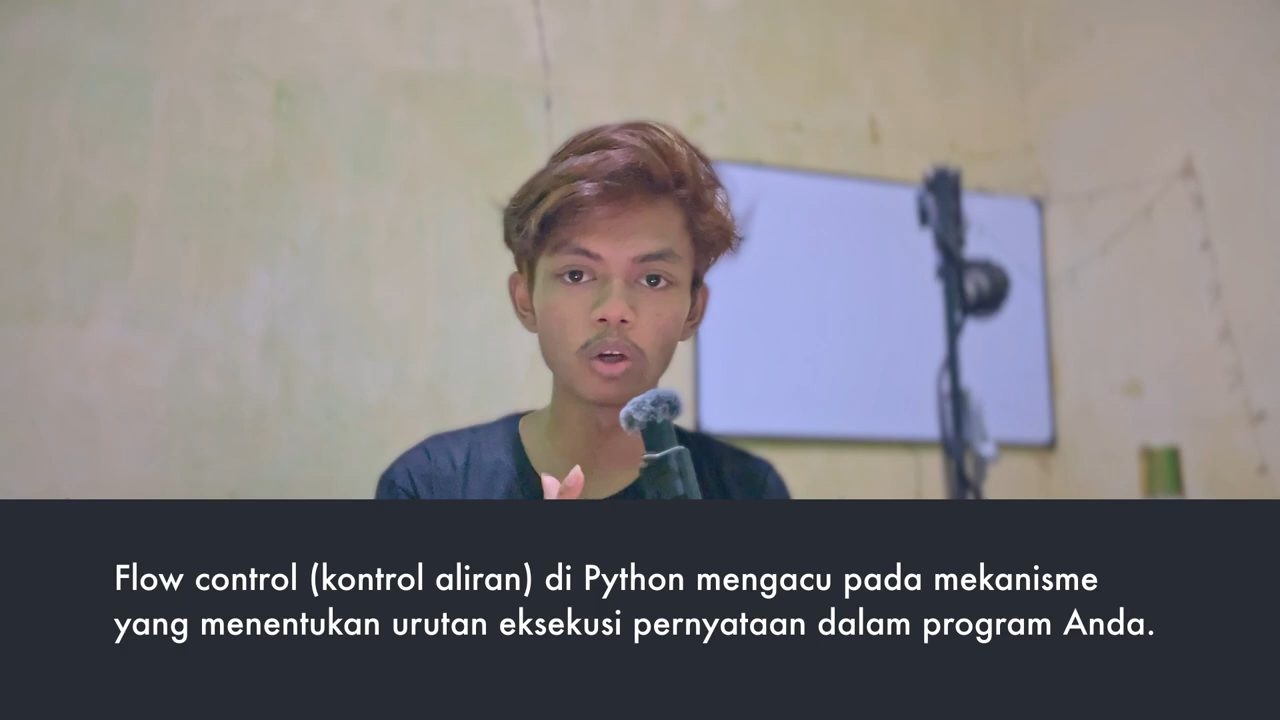 Flow control (kontrol aliran) di Python mengacu pada mekanisme
yang menentukan urutan eksekusi pernyataan dalam program Anda.